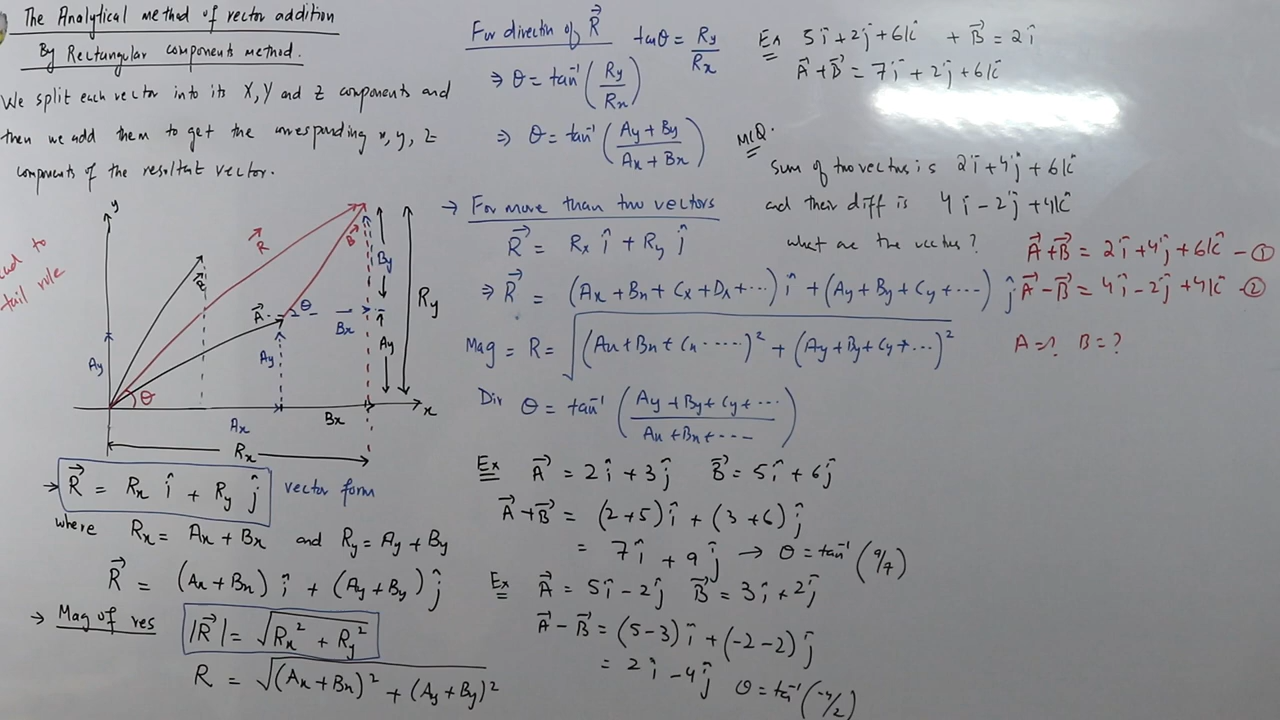 The Analytical method of vector addition
By Rectangular components method.
We split each vector into its X, Y and Z components and
then we add them to get the corresponding x, y, z
components of the resultant vector.
tail rule
y
R⃗
R⃗
B⃗
By
Ry
A⃗
θ
Bx
Ay
Ay
Ay
θ
x
Ax
Bx
Rx
→ R⃗ = Rx î + Ry ĵ vector form
where Rx = Ax + Bx and Ry = Ay + By
R⃗ = (Ax + Bx) î + (Ay + By) ĵ
→ Mag of res |R⃗| = √(Rx² + Ry²)
R = √((Ax + Bx)² + (Ay + By)²)
For directin of R⃗ tanθ = Ry/Rx
⇒ θ = tan⁻¹ (Ry/Rx)
⇒ θ = tan⁻¹ ((Ay + By)/(Ax + Bx))
→ For more than two vectors
R⃗ = Rx î + Ry ĵ
⇒ R⃗ = (Ax + Bx + Cx + Dx + ...) î + (Ay + By + Cy + ...) ĵ
Mag = R = √((Ax + Bx + Cx .....)² + (Ay + By + Cy + ...)²)
Dir θ = tan⁻¹ ((Ay + By + Cy + ...)/(Ax + Bx + ...))
Ex A⃗ = 2î + 3ĵ B⃗ = 5î + 6ĵ
A⃗ + B⃗ = (2 + 5) î + (3 + 6) ĵ
= 7î + 9ĵ → θ = tan⁻¹ (9/7)
Ex A⃗ = 5î - 2ĵ B⃗ = 3î + 2ĵ
A⃗ - B⃗ = (5 - 3) î + (-2 - 2) ĵ
= 2î - 4ĵ θ = tan⁻¹ (-4/2)
Ex 5î + 2ĵ + 6k̂ + B⃗ = 2î
A⃗ + B⃗ = 7î + 2ĵ + 6k̂
MCQ.
Sum of two vectors is 2î + 4ĵ + 6k̂
and their diff is 4î - 2ĵ + 4k̂
what are the vectors?
A⃗ + B⃗ = 2î + 4ĵ + 6k̂ - ①
A⃗ - B⃗ = 4î - 2ĵ + 4k̂ - ②
A = ? B = ?